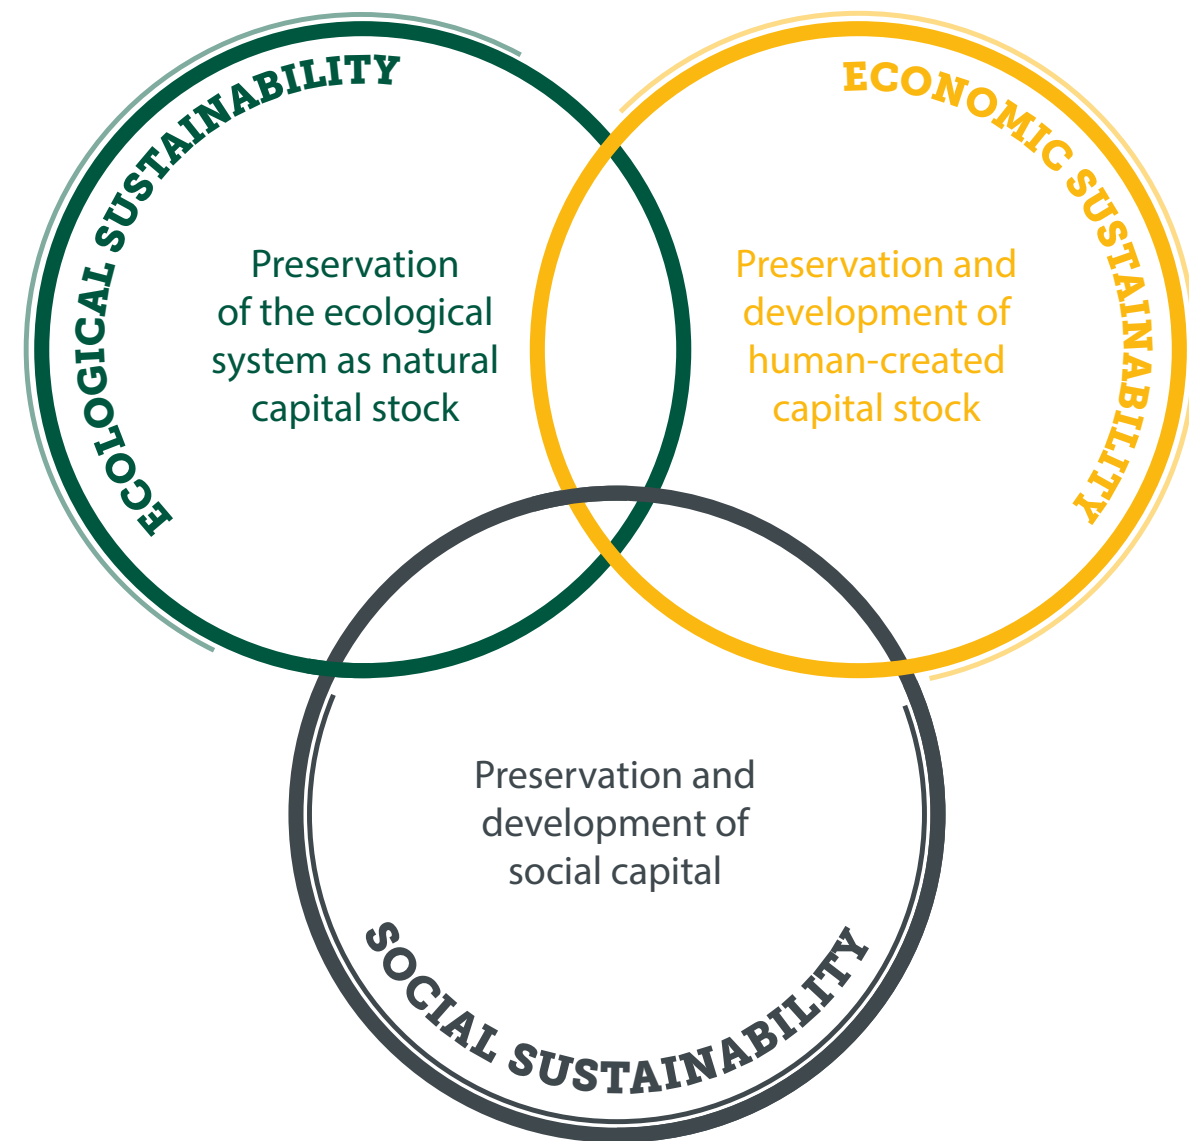 ECOLOGICAL SUSTAINABILITY
Preservation
of the ecological
system as natural
capital stock
ECONOMIC SUSTAINABILITY
Preservation and
development of
human-created
capital stock
Preservation and
development of
social capital
SOCIAL SUSTAINABILITY